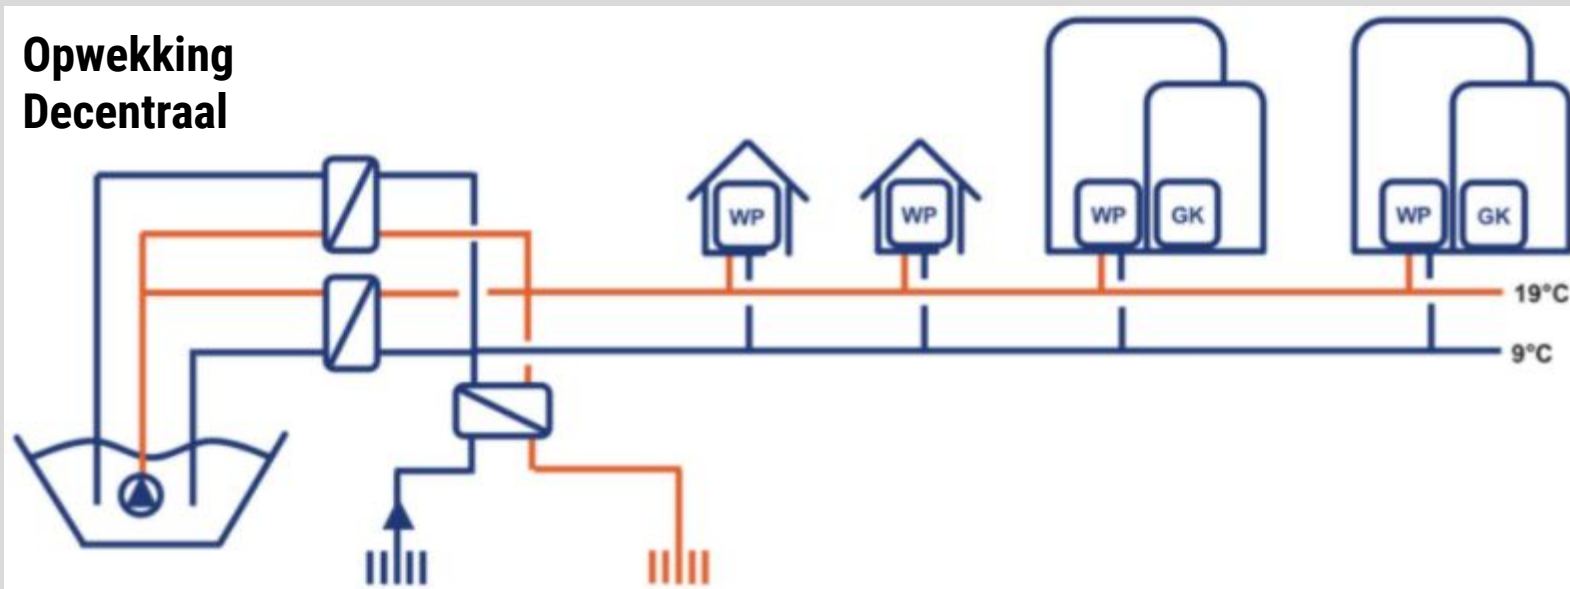 Opwekking
Decentraal
WP
WP
WP GK
WP GK
19°C
9°C